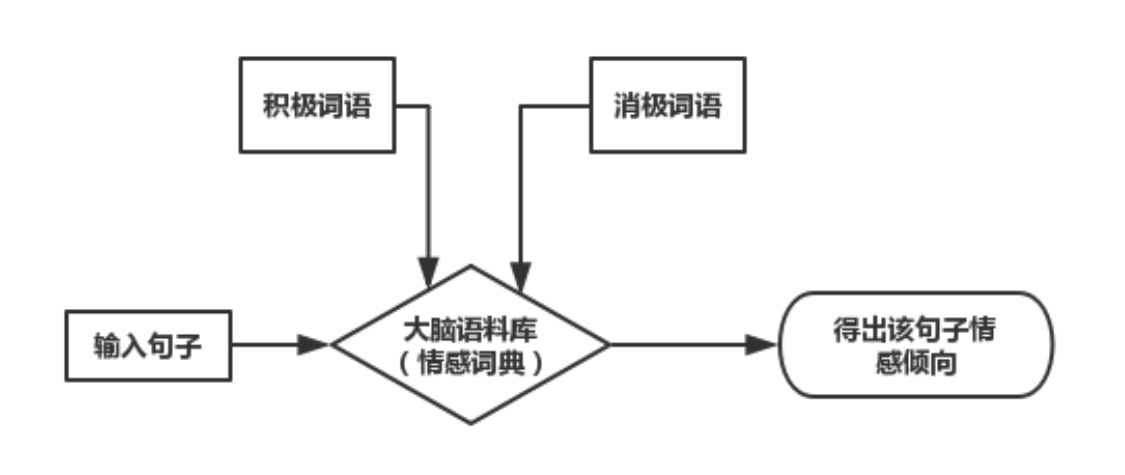 积极词语
消极词语
输入句子
大脑语料库
（情感词典）
得出该句子情
感倾向